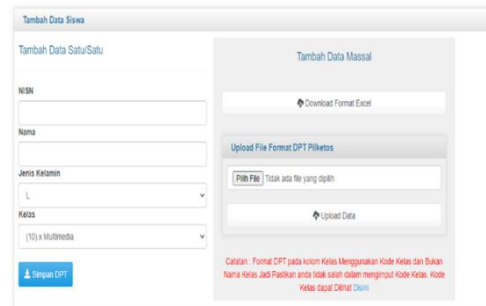 Tambah Data Siswa
Tambah Data Satu/Satu
NISN
Nama
Jenis Kelamin
L
Kelas
(10) x Multimedia
Simpan DPT
Tambah Data Massal
Download Format Excel
Upload File Format DPT Pilketos
Pilih File Tidak ada file yang dipilih
Upload Data
Catatan : Format DPT pada kolom Kelas Menggunakan Kode Kelas dan Bukan
Nama Kelas Jadi Pastikan anda tidak salah dalam mengimput Kode Kelas. Kode
Kelas dapat Dilihat Disini